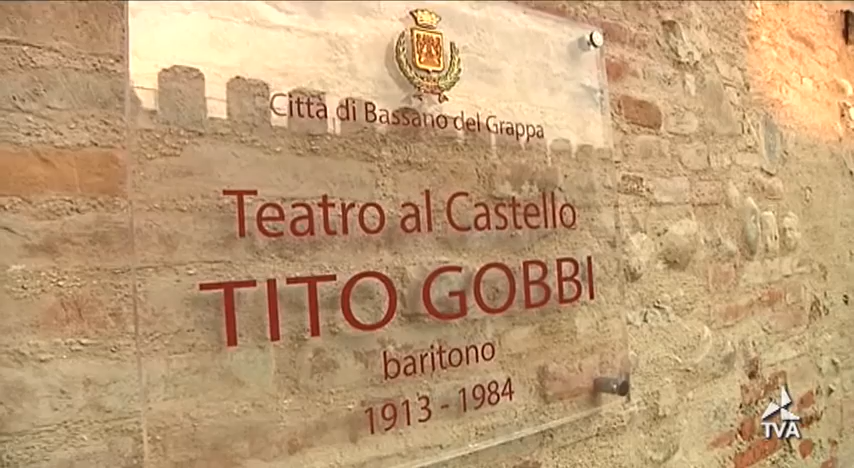 Città di Bassano del Grappa
Teatro al Castello
TITO GOBBI
baritono
1913 - 1984
TVA